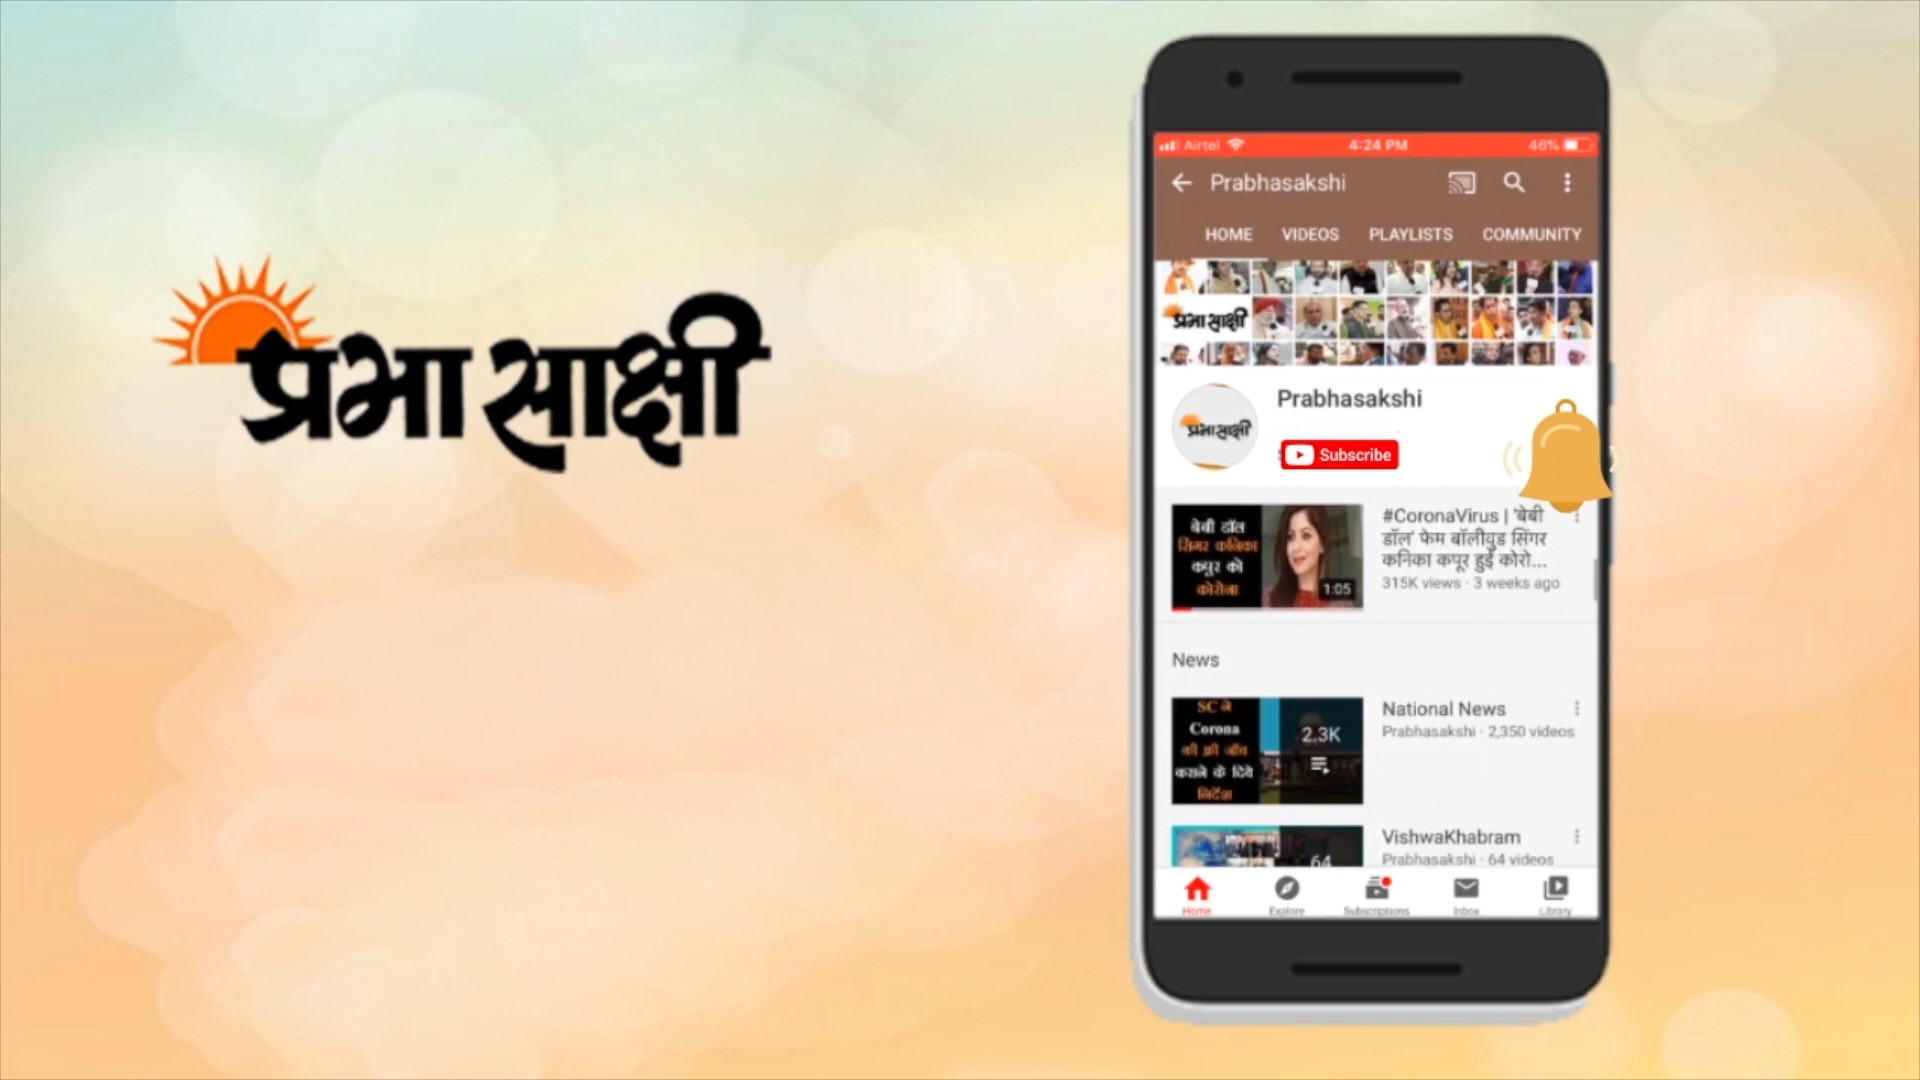 प्रभासाक्षी
Airtel 4:24 PM 46%
Prabhasakshi
HOME VIDEOS PLAYLISTS COMMUNITY
प्रभासाक्षी
प्रभासाक्षी
Prabhasakshi
Subscribe
बेबी डॉल
सिंगर कनिका
कपूर को
कोरोना
1:05
#CoronaVirus | 'बेबी
डॉल' फेम बॉलीवुड सिंगर
कनिका कपूर हुई कोरो...
315K views · 3 weeks ago
News
SC ने
Corona
की फ्री जाँच
कराने के दिये
निर्देश
2.3K
National News
Prabhasakshi · 2,350 videos
64
VishwaKhabram
Prabhasakshi · 64 videos
Home Explore Subscriptions Inbox Library